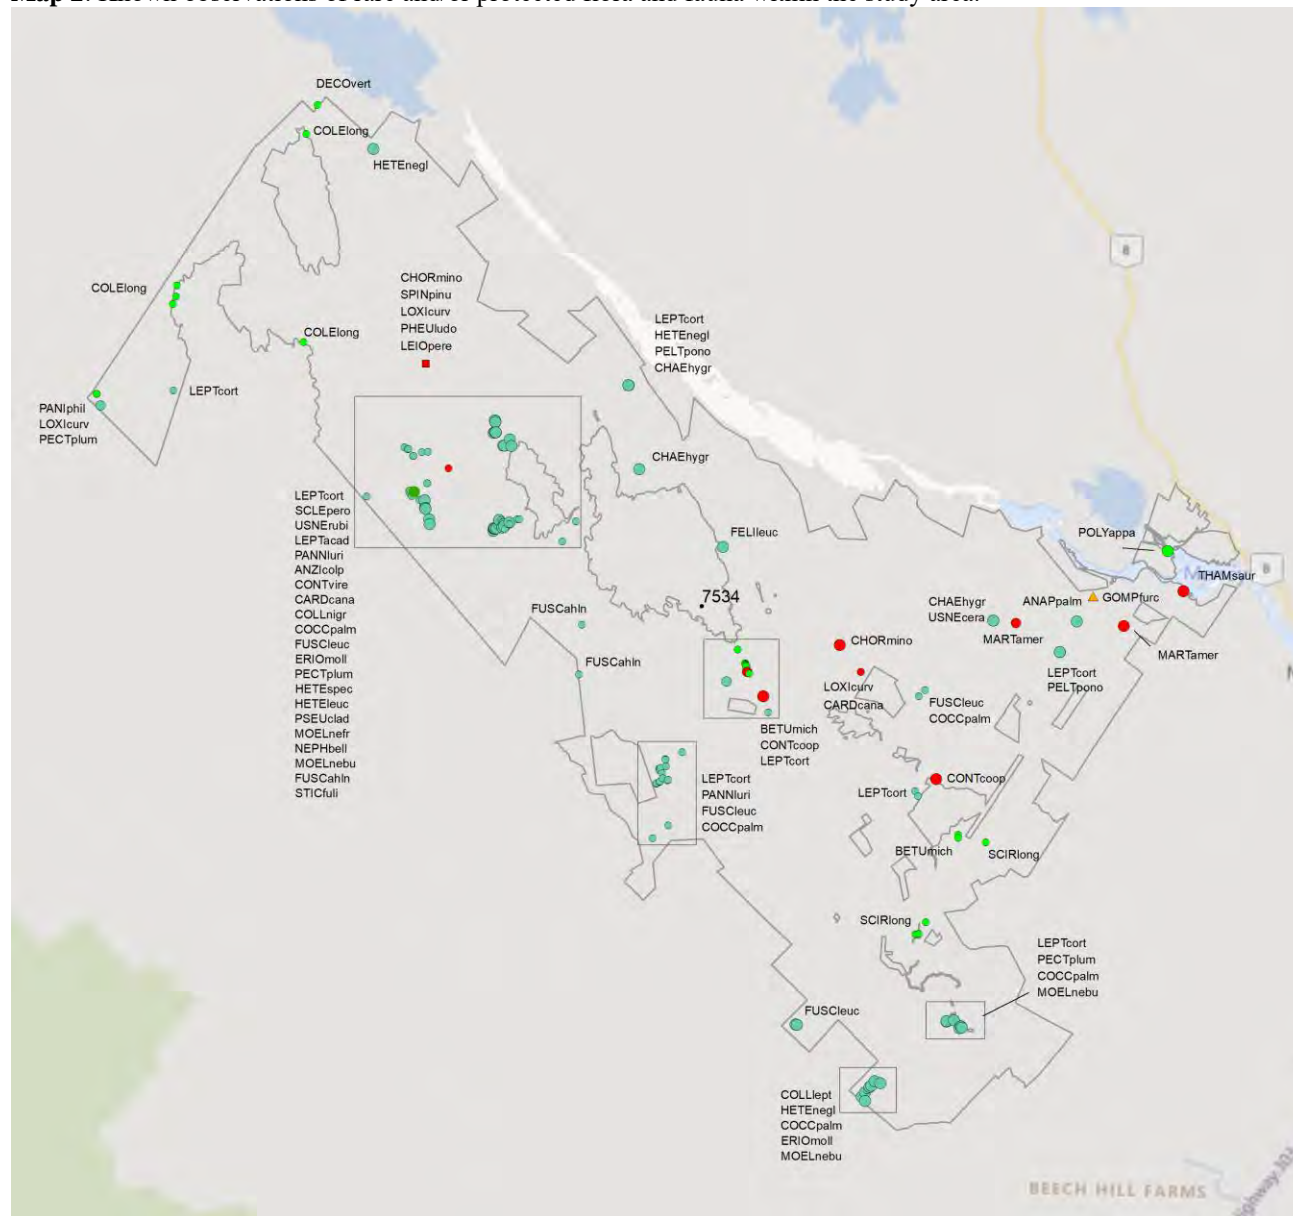 Map 2: Known observations of rare and/or protected flora and fauna within the study area.
DECOvert
COLElong
HETEnegl
8
COLElong
CHORmino
SPINpinu
LOXIcurv
PHEUludo
LEIOpere
LEPTcort
HETEnegl
PELTpono
CHAEhygr
COLElong
LEPTcort
PANIphil
LOXIcurv
PECTplum
CHAEhygr
LEPTcort
SCLEpero
USNErubi
LEPTacad
PANNluri
ANZIcolp
CONTvire
CARDcana
COLLnigr
COCCpalm
FUSCleuc
ERIOmoll
PECTplum
HETEspec
HETEleuc
PSEUclad
MOELnefr
NEPHbell
MOELnebu
FUSCahln
STICfuli
FELIleuc
POLYappa
8
THAMsaur
7534
FUSCahln
CHAEhygr
USNEcera
ANAPpalm
GOMPfurc
MARTamer
MARTamer
CHORmino
FUSCahln
LEPTcort
PELTpono
LOXIcurv
CARDcana
FUSCleuc
COCCpalm
BETUmich
CONTcoop
LEPTcort
LEPTcort
PANNluri
FUSCleuc
COCCpalm
CONTcoop
LEPTcort
BETUmich
SCIRlong
SCIRlong
LEPTcort
PECTplum
COCCpalm
MOELnebu
FUSCleuc
COLLlept
HETEnegl
COCCpalm
ERIOmoll
MOELnebu
BEECH HILL FARMS